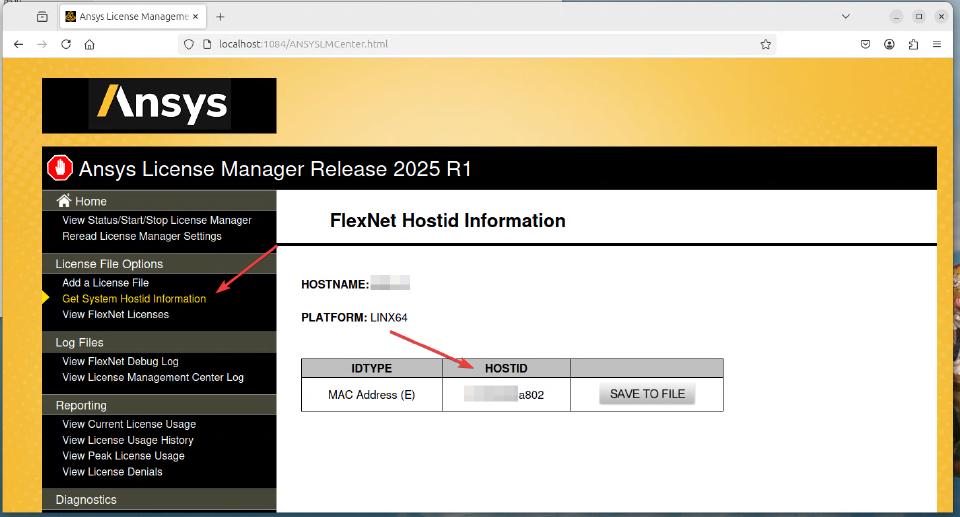 Ansys License Manageme
localhost:1084/ANSYSLMCenter.html
Ansys
Ansys License Manager Release 2025 R1
Home
View Status/Start/Stop License Manager
Reread License Manager Settings
License File Options
Add a License File
Get System Hostid Information
View FlexNet Licenses
Log Files
View FlexNet Debug Log
View License Management Center Log
Reporting
View Current License Usage
View License Usage History
View Peak License Usage
View License Denials
Diagnostics
FlexNet Hostid Information
HOSTNAME:
PLATFORM: LINX64
IDTYPE HOSTID
MAC Address (E) a802 SAVE TO FILE